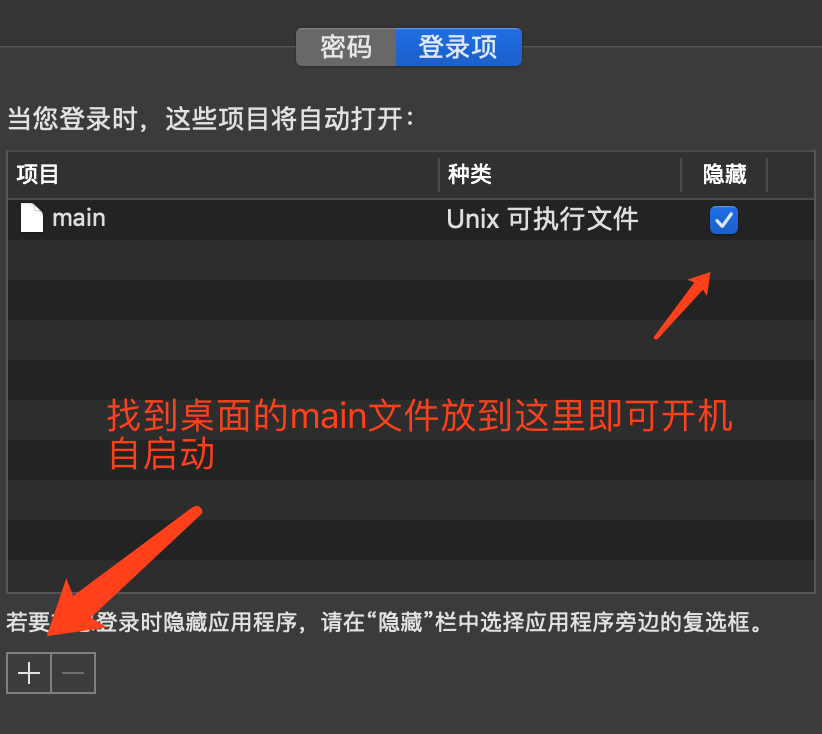 密码 登录项
当您登录时，这些项目将自动打开：
项目 种类 隐藏
main Unix 可执行文件
找到桌面的main文件放到这里即可开机
自启动
若要 登录时隐藏应用程序，请在“隐藏”栏中选择应用程序旁边的复选框。